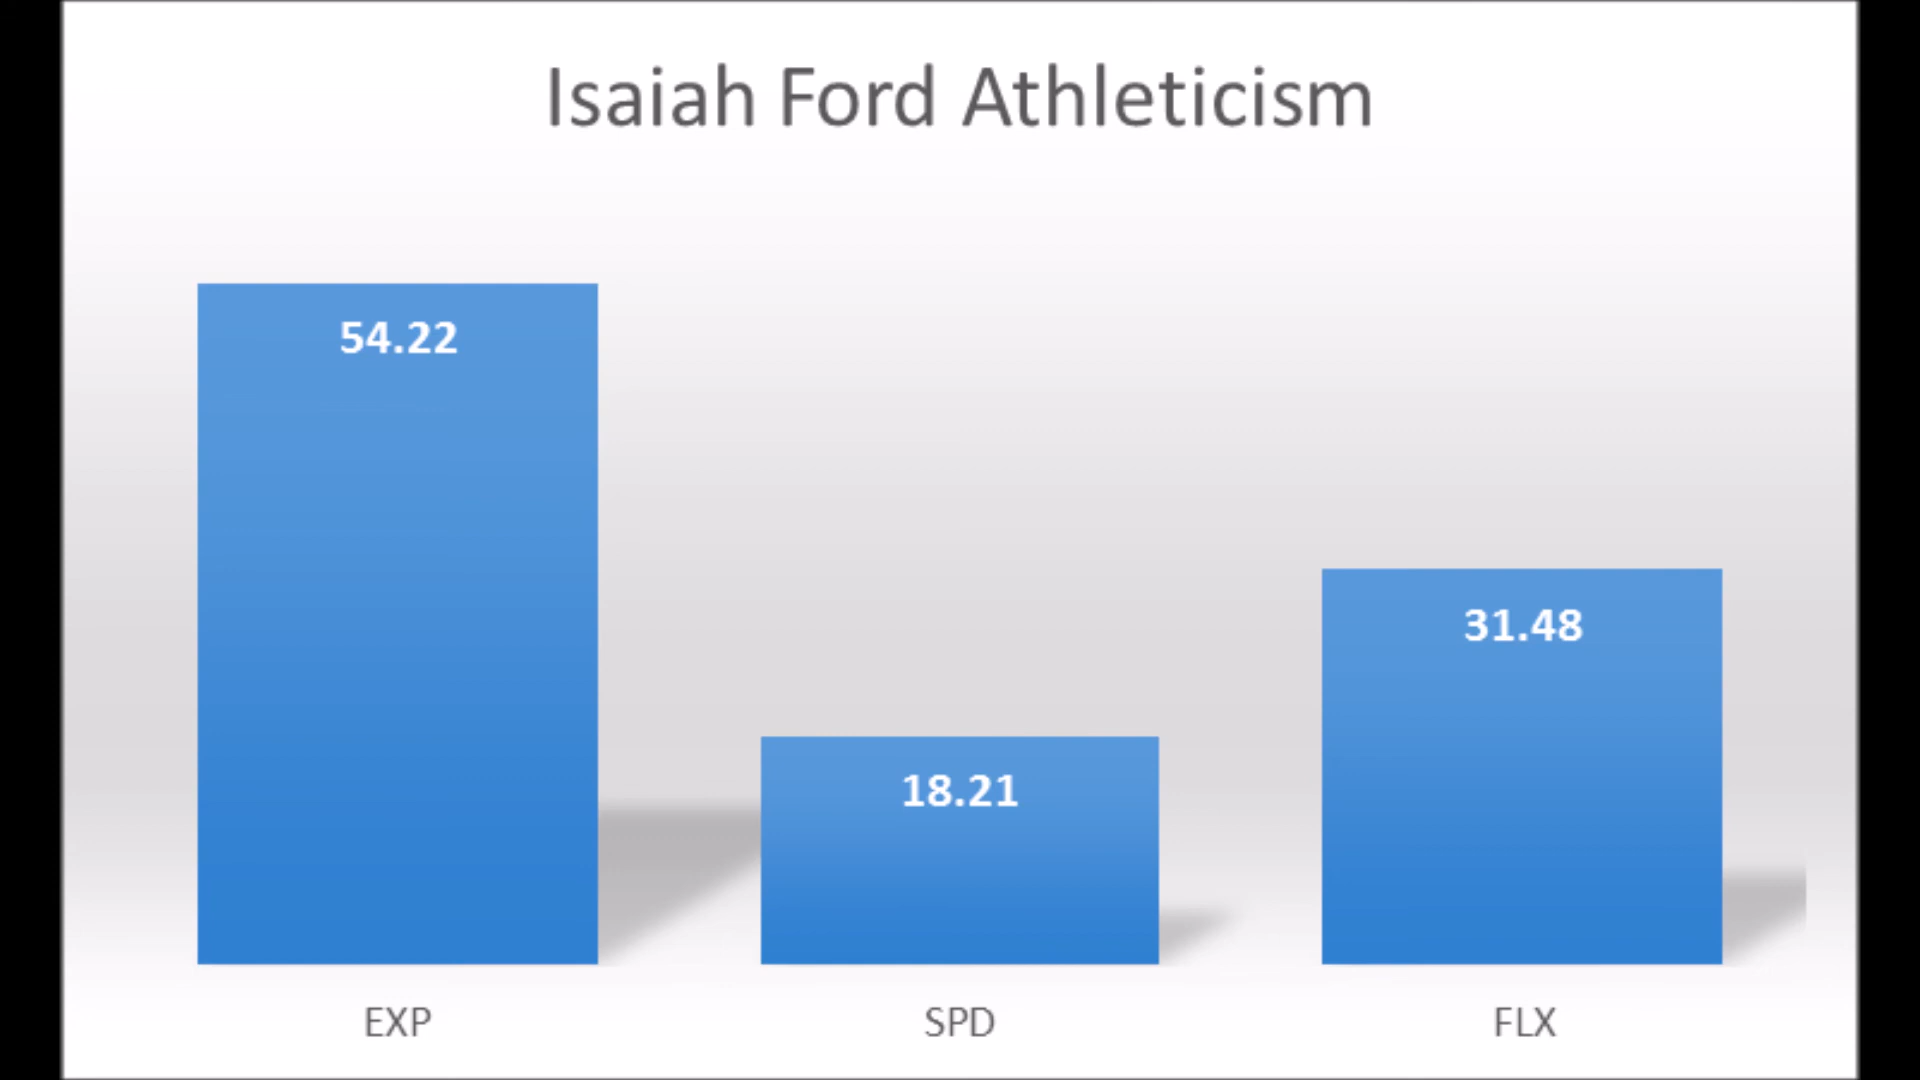 Isaiah Ford Athleticism
54.22
18.21
31.48
EXP
SPD
FLX